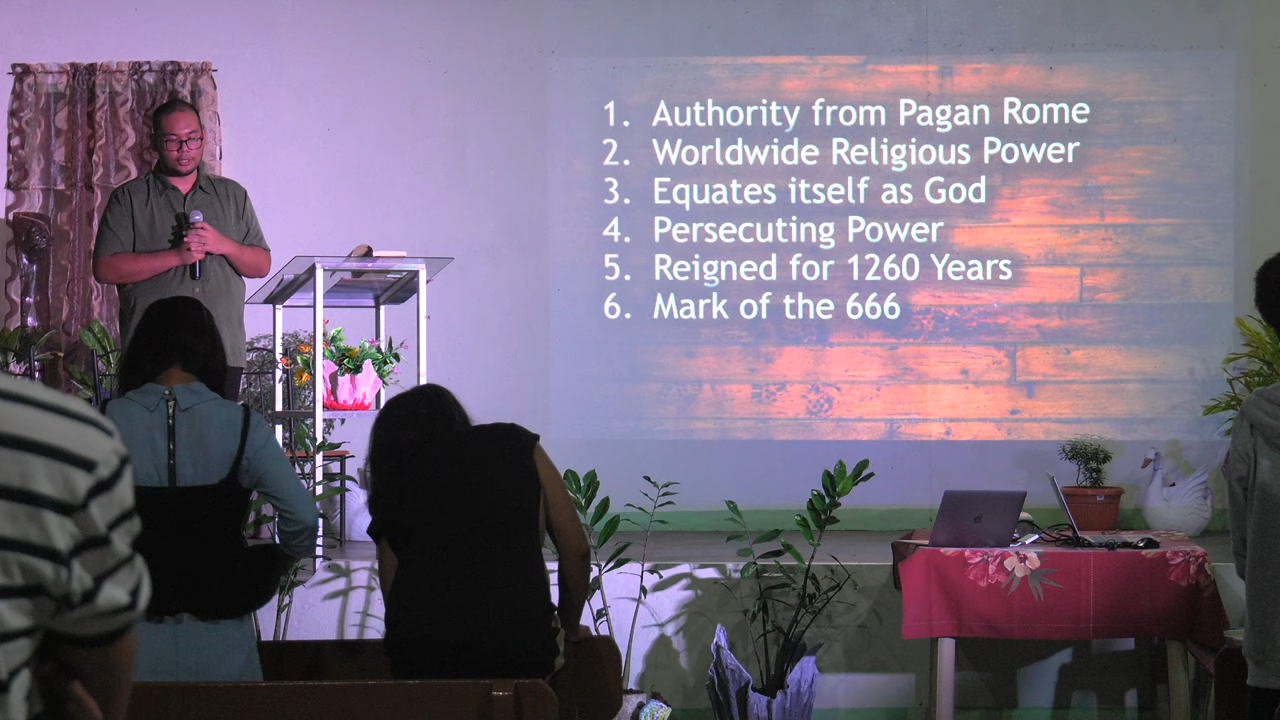 1. Authority from Pagan Rome
2. Worldwide Religious Power
3. Equates itself as God
4. Persecuting Power
5. Reigned for 1260 Years
6. Mark of the 666